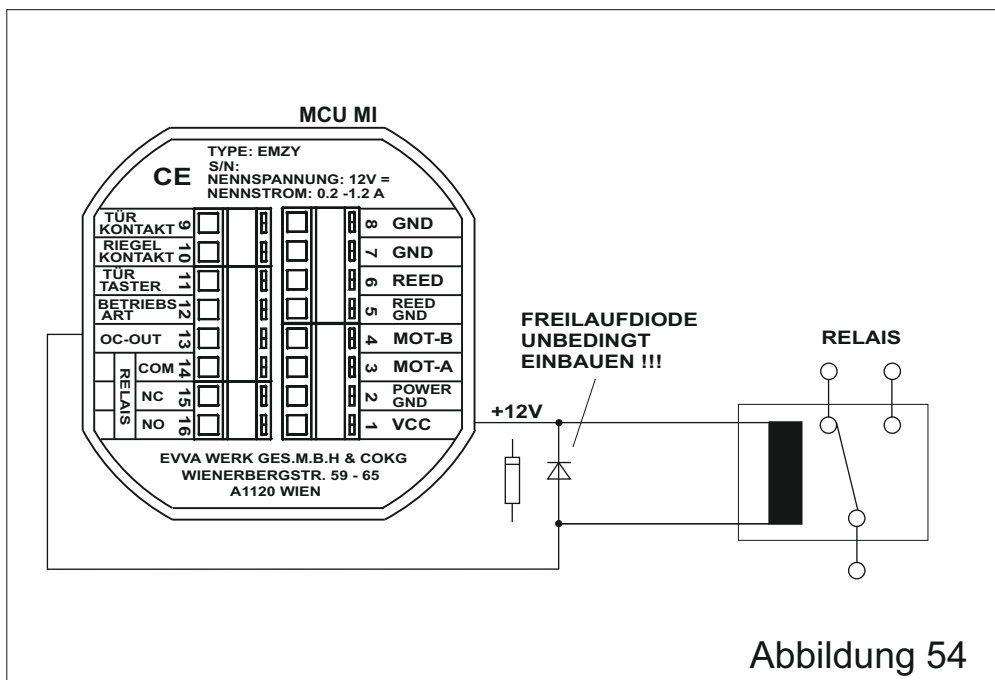 MCU MI
TYPE: EMZY
S/N:
NENNSPANNUNG: 12V =
NENNSTROM: 0.2 -1.2 A
CE
TÜR
KONTAKT 9
RIEGEL
KONTAKT 10
TÜR
TASTER 11
BETRIEBS
ART 12
OC-OUT 13
RELAIS
COM 14
NC 15
NO 16
8 GND
7 GND
6 REED
5 REED
GND
4 MOT-B
3 MOT-A
2 POWER
GND
1 VCC
EVVA WERK GES.M.B.H & COKG
WIENERBERGSTR. 59 - 65
A1120 WIEN
+12V
FREILAUFDIODE
UNBEDINGT
EINBAUEN !!!
RELAIS
Abbildung 54